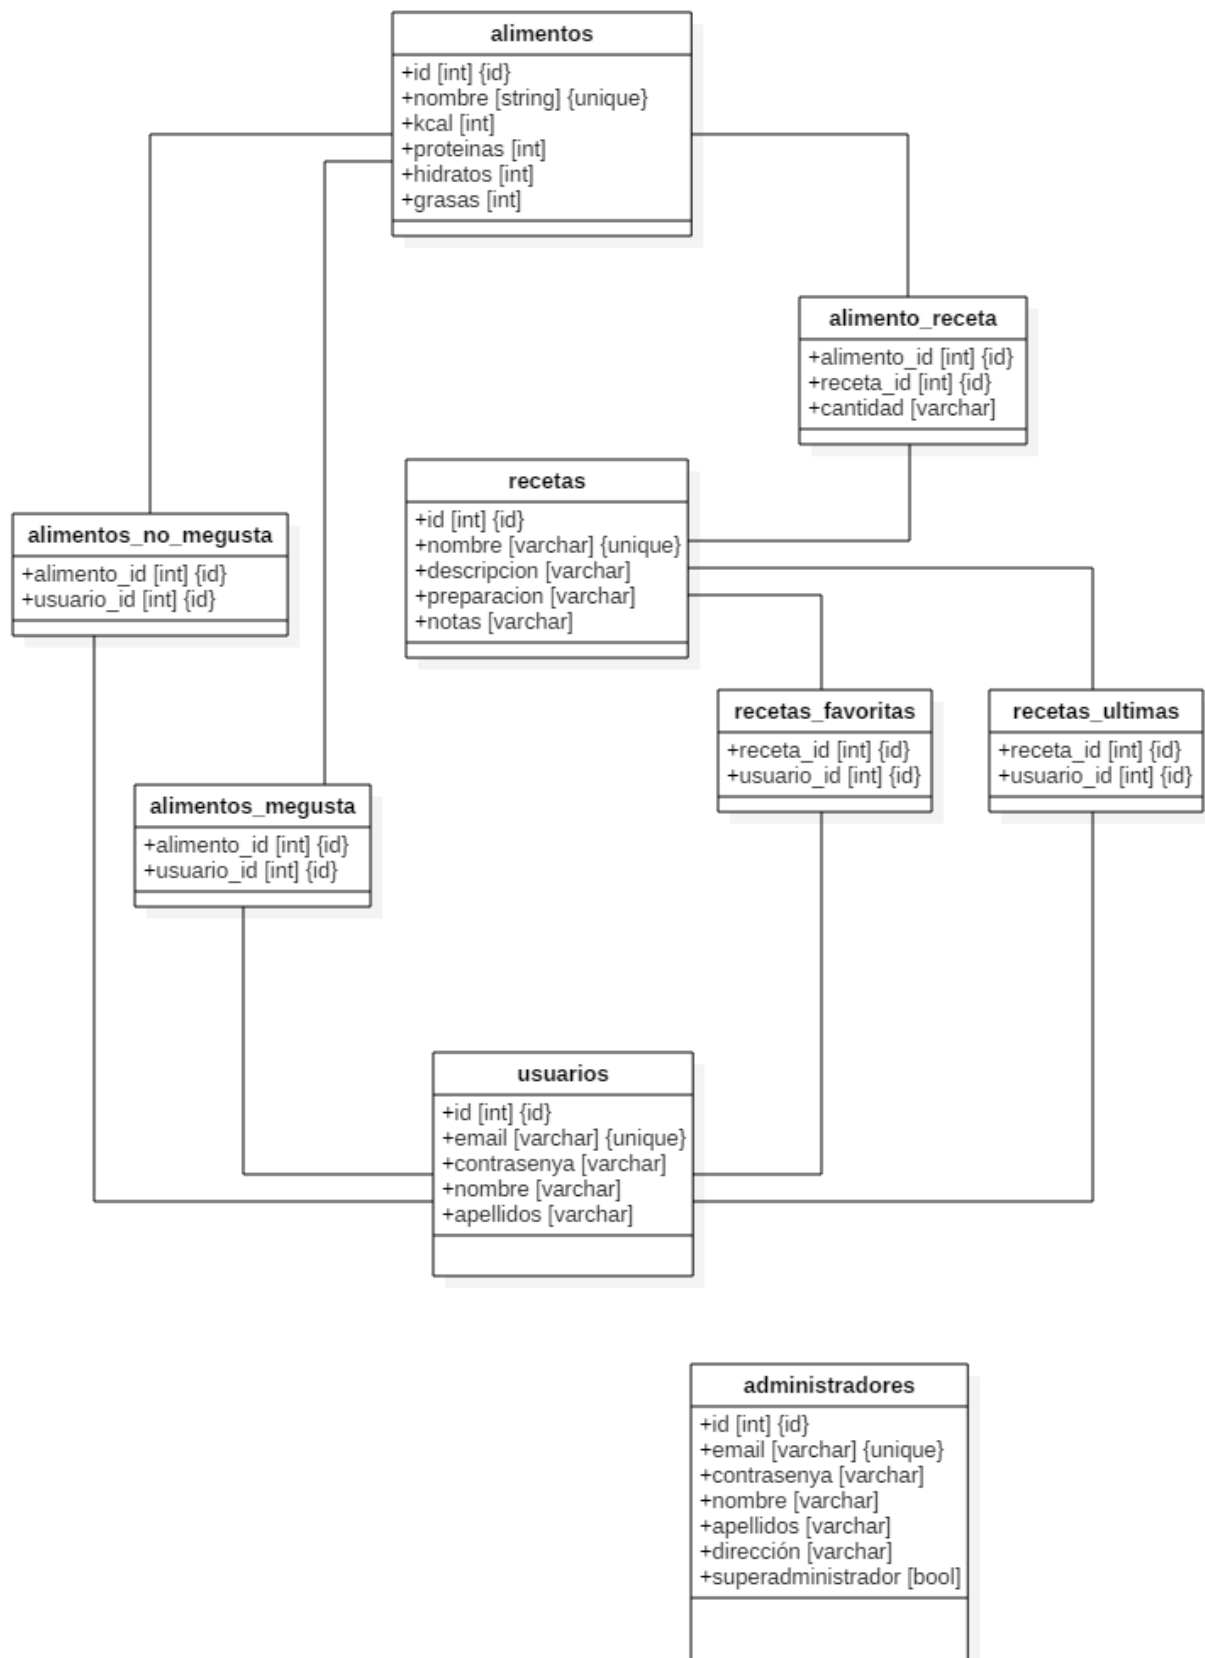 alimentos
+id [int] {id}
+nombre [string] {unique}
+kcal [int]
+proteinas [int]
+hidratos [int]
+grasas [int]
alimento_receta
+alimento_id [int] {id}
+receta_id [int] {id}
+cantidad [varchar]
recetas
+id [int] {id}
+nombre [varchar] {unique}
+descripcion [varchar]
+preparacion [varchar]
+notas [varchar]
alimentos_no_megusta
+alimento_id [int] {id}
+usuario_id [int] {id}
recetas_favoritas
+receta_id [int] {id}
+usuario_id [int] {id}
recetas_ultimas
+receta_id [int] {id}
+usuario_id [int] {id}
alimentos_megusta
+alimento_id [int] {id}
+usuario_id [int] {id}
usuarios
+id [int] {id}
+email [varchar] {unique}
+contrasenya [varchar]
+nombre [varchar]
+apellidos [varchar]
administradores
+id [int] {id}
+email [varchar] {unique}
+contrasenya [varchar]
+nombre [varchar]
+apellidos [varchar]
+dirección [varchar]
+superadministrador [bool]